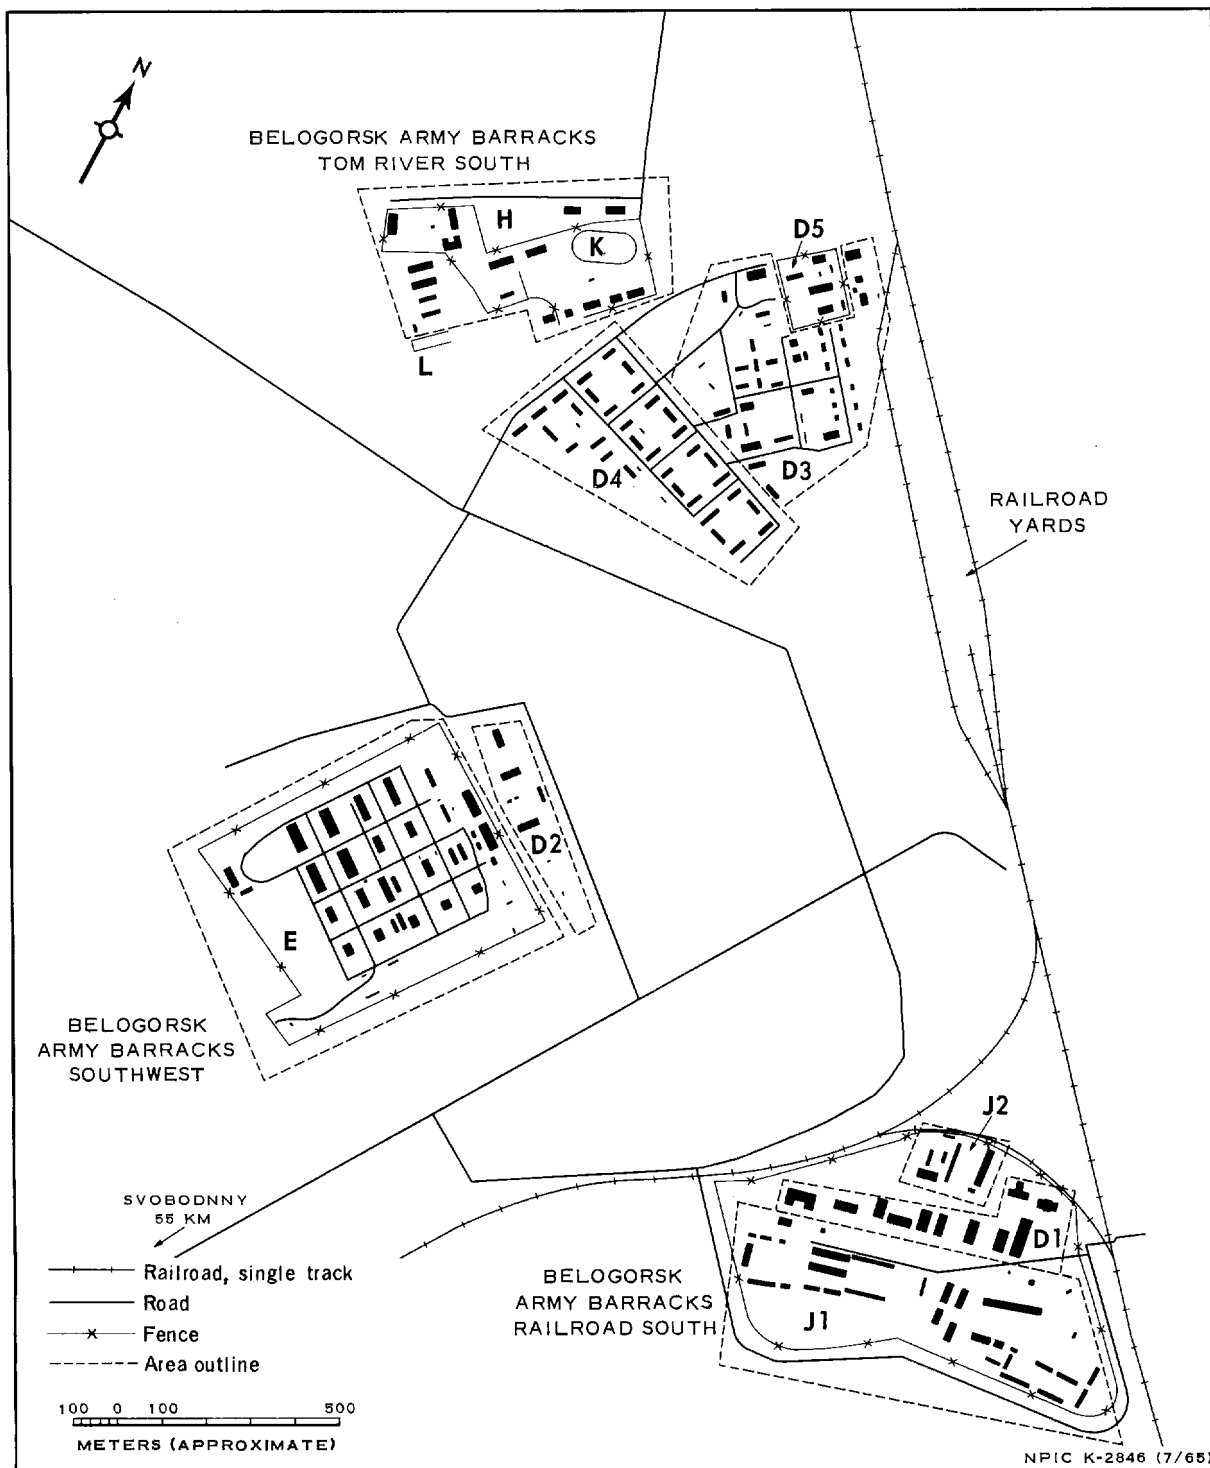 N
BELOGORSK ARMY BARRACKS
TOM RIVER SOUTH
H
K
L
D5
D4
D3
RAILROAD
YARDS
D2
E
BELOGORSK
ARMY BARRACKS
SOUTHWEST
J2
D1
SVOBODNNY
55 KM
BELOGORSK
ARMY BARRACKS
RAILROAD SOUTH
J1
Railroad, single track
Road
Fence
Area outline
100 0 100 500
METERS (APPROXIMATE)
NPIC K-2846 (7/65)